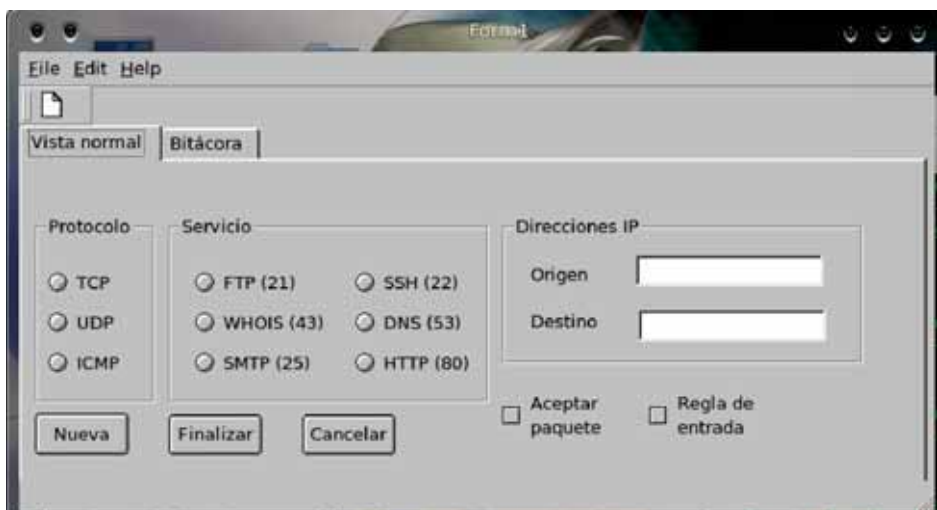 Form1
File Edit Help
Vista normal Bitácora
Protocolo
TCP
UDP
ICMP
Servicio
FTP (21) SSH (22)
WHOIS (43) DNS (53)
SMTP (25) HTTP (80)
Direcciones IP
Origen
Destino
Aceptar
paquete
Regla de
entrada
Nueva Finalizar Cancelar